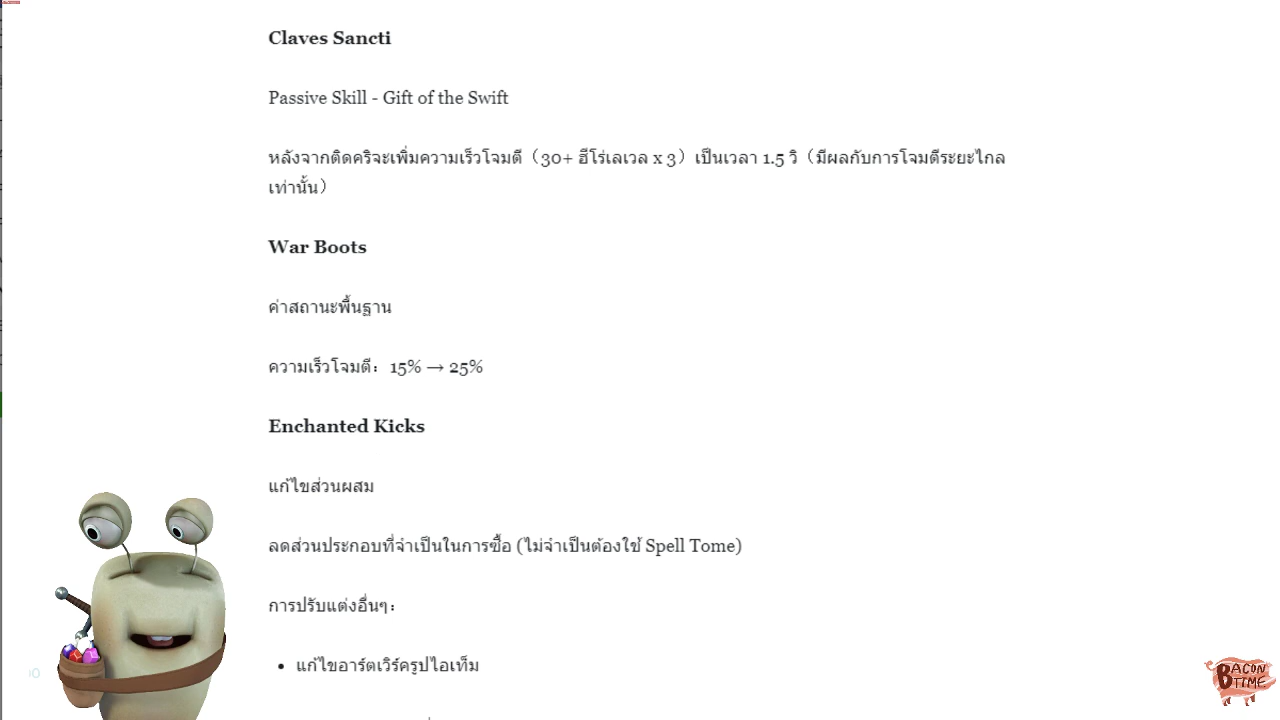 Claves Sancti
Passive Skill - Gift of the Swift
หลังจากติดคริจะเพิ่มความเร็วโจมตี（30+ ฮีโร่เลเวล x 3）เป็นเวลา 1.5 วิ（มีผลกับการโจมตีระยะไกล
เท่านั้น）
War Boots
ค่าสถานะพื้นฐาน
ความเร็วโจมตี： 15% → 25%
Enchanted Kicks
แก้ไขส่วนผสม
ลดส่วนประกอบที่จำเป็นในการซื้อ (ไม่จำเป็นต้องใช้ Spell Tome)
การปรับแต่งอื่นๆ：
• แก้ไขอาร์ตเวิร์ครูปไอเท็ม
BACON
TIME